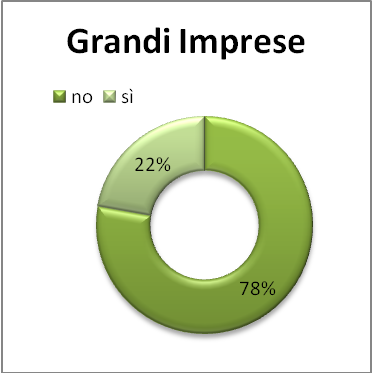 Grandi Imprese
no sì
22%
78%